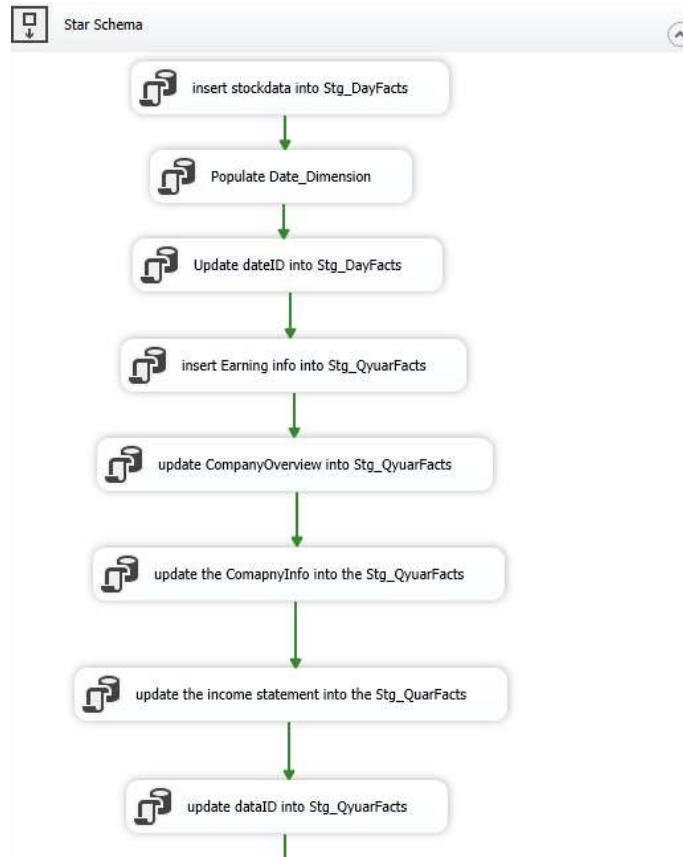 Star Schema
insert stockdata into Stg_DayFacts
Populate Date_Dimension
Update dateID into Stg_DayFacts
insert Earning info into Stg_QyuarFacts
update CompanyOverview into Stg_QyuarFacts
update the ComapnyInfo into the Stg_QyuarFacts
update the income statement into the Stg_QuarFacts
update dataID into Stg_QyuarFacts